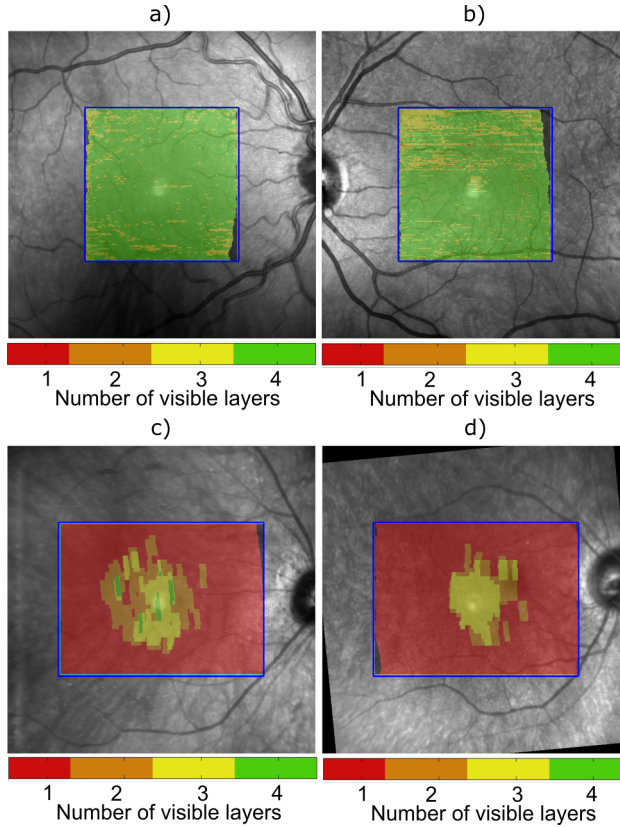 a)
b)
1 2 3 4
Number of visible layers
1 2 3 4
Number of visible layers
c)
d)
1 2 3 4
Number of visible layers
1 2 3 4
Number of visible layers